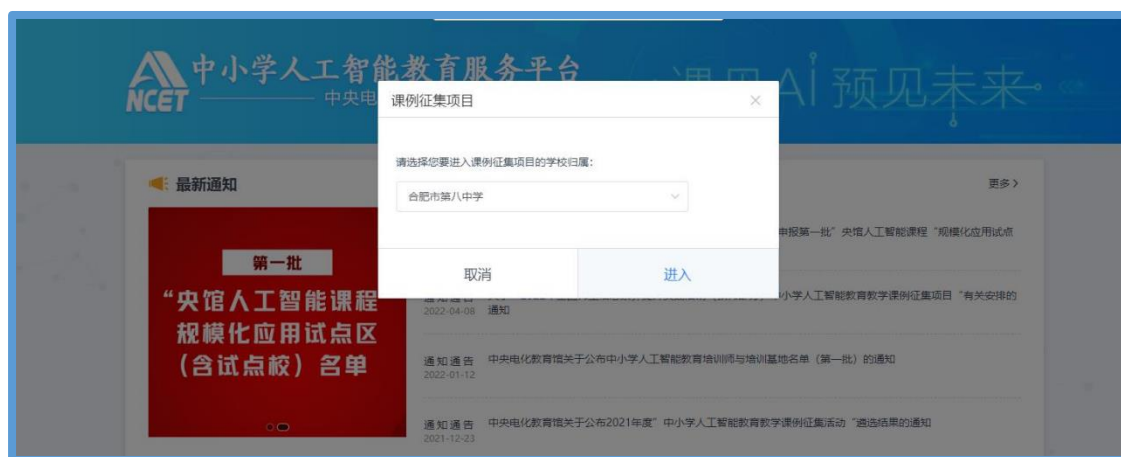 中小学人工智能教育服务平台
NCET
中央电
课 见 AI 预见未来
课例征集项目
请选择您要进入课例征集项目的学校归属：
合肥市第八中学
取消
进入
最新通知
更多
第一批
“央馆人工智能课程
规模化应用试点区
（含试点校）名单
申报第一批”央馆人工智能课程“规模化应用试点
中小学人工智能教育教学课例征集项目“有关安排的
2022-04-08 通知
通知通告 中央电化教育馆关于公布中小学人工智能教育培训师与培训基地名单（第一批）的通知
2022-01-12
通知通告 中央电化教育馆关于公布2021年度”中小学人工智能教育教学课例征集活动“遴选结果的通知
2021-12-23